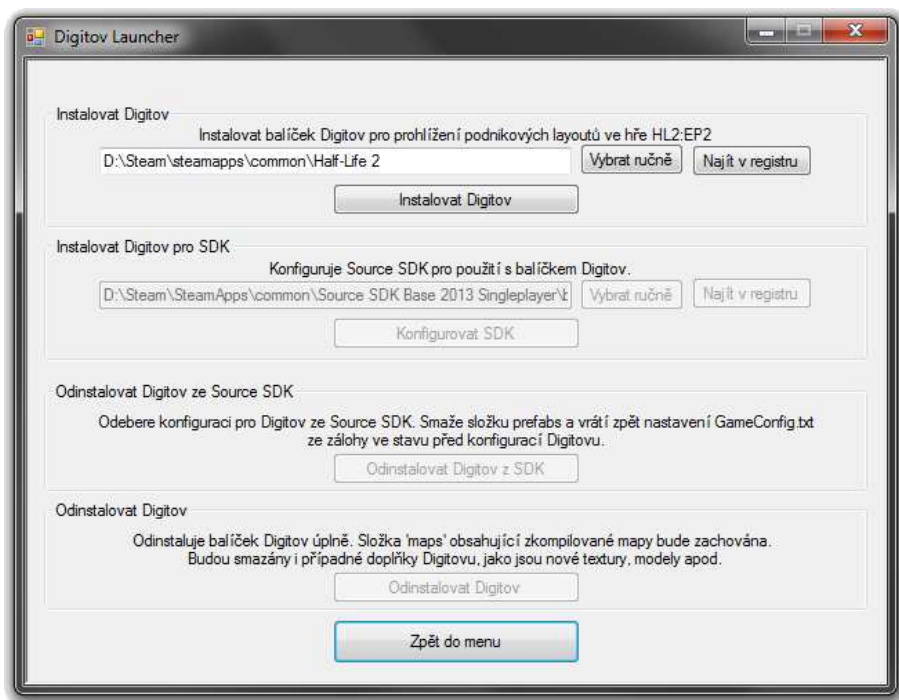 Digitov Launcher
Instalovat Digitov
Instalovat balíček Digitov pro prohlížení podnikových layoutů ve hře HL2:EP2
D:\Steam\steamapps\common\Half-Life 2
Vybrat ručně
Najít v registru
Instalovat Digitov
Instalovat Digitov pro SDK
Konfiguruje Source SDK pro použití s balíčkem Digitov.
D:\Steam\SteamApps\common\Source SDK Base 2013 Singleplayer\
Vybrat ručně
Najít v registru
Konfigurovat SDK
Odinstalovat Digitov ze Source SDK
Odebere konfiguraci pro Digitov ze Source SDK. Smaže složku prefabs a vrátí zpět nastavení GameConfig.txt
ze zálohy ve stavu před konfigurací Digitovu.
Odinstalovat Digitov z SDK
Odinstalovat Digitov
Odinstaluje balíček Digitov úplně. Složka 'maps' obsahující zkompilované mapy bude zachována.
Budou smazány i případné doplňky Digitovu, jako jsou nové textury, modely apod.
Odinstalovat Digitov
Zpět do menu